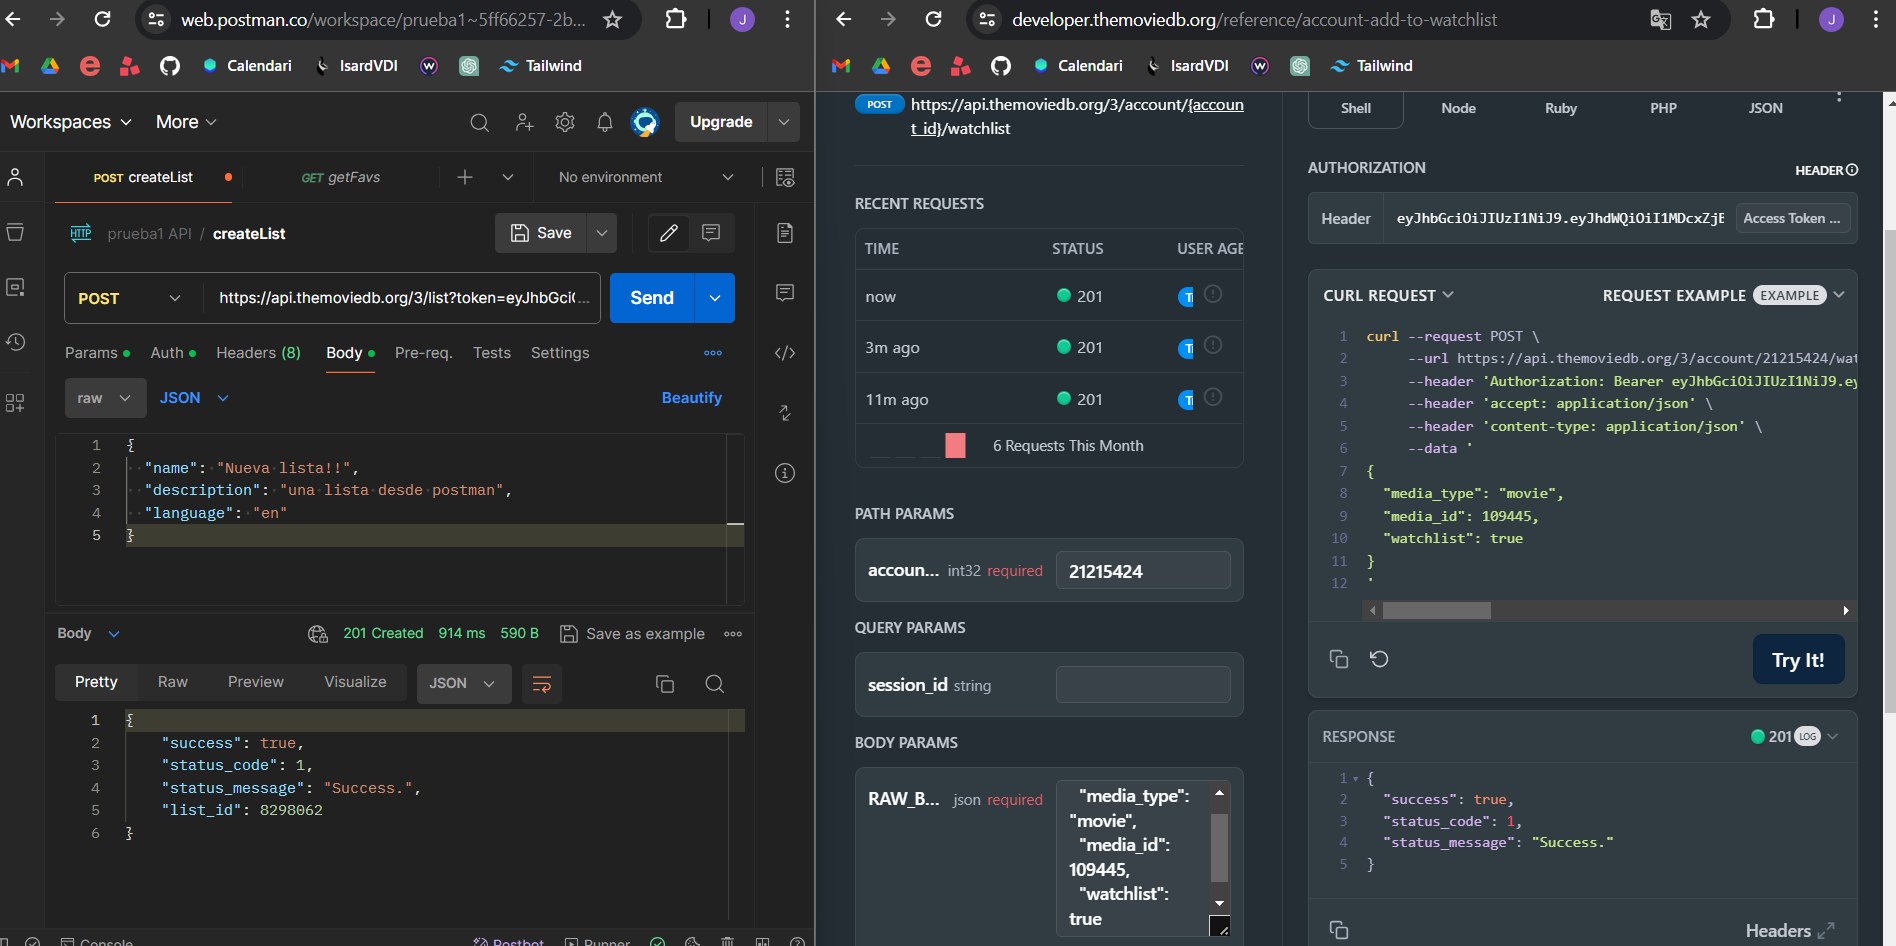 web.postman.co/workspace/prueba1~5ff66257-2b...
J
Calendari
IsardVDI
Tailwind
Workspaces
More
Upgrade
POST createList
GET getFavs
No environment
HTTP
prueba1 API / createList
Save
POST
https://api.themoviedb.org/3/list?token=eyJhbGciO...
Send
Params
Auth
Headers (8)
Body
Pre-req.
Tests
Settings
raw
JSON
Beautify
1 {
2 "name": "Nueva lista!!",
3 "description": "una lista desde postman",
4 "language": "en"
5 }
Body
201 Created
914 ms
590 B
Save as example
Pretty
Raw
Preview
Visualize
JSON
1 {
2 "success": true,
3 "status_code": 1,
4 "status_message": "Success.",
5 "list_id": 8298062
6 }
Console
Postbot
Runner
developer.themoviedb.org/reference/account-add-to-watchlist
J
Calendari
IsardVDI
Tailwind
POST
https://api.themoviedb.org/3/account/{accoun
t_id}/watchlist
RECENT REQUESTS
TIME
STATUS
USER AGE
now
201
3m ago
201
11m ago
201
6 Requests This Month
PATH PARAMS
accoun... int32 required
21215424
QUERY PARAMS
session_id string
BODY PARAMS
RAW_B... json required
"media_type":
"movie",
"media_id":
109445,
"watchlist":
true
Shell
Node
Ruby
PHP
JSON
AUTHORIZATION
HEADER
Header
eyJhbGciOiJIUzI1NiJ9.eyJhdWQiOiI1MDcxZjE
Access Token ...
CURL REQUEST
REQUEST EXAMPLE
EXAMPLE
1 curl --request POST \
2 --url https://api.themoviedb.org/3/account/21215424/wat
3 --header 'Authorization: Bearer eyJhbGciOiJIUzI1NiJ9.ey
4 --header 'accept: application/json' \
5 --header 'content-type: application/json' \
6 --data '
7 {
8 "media_type": "movie",
9 "media_id": 109445,
10 "watchlist": true
11 }
12 '
Try It!
RESPONSE
201
LOG
1 {
2 "success": true,
3 "status_code": 1,
4 "status_message": "Success."
5 }
Headers